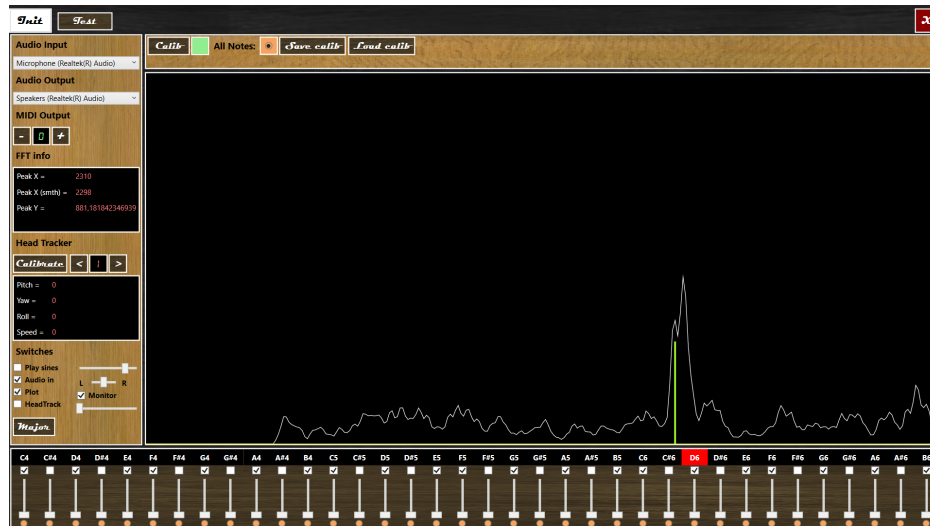 Init Test X
Audio Input
Microphone (Realtek(R) Audio)
Audio Output
Speakers (Realtek(R) Audio)
MIDI Output
- 0 +
FFT info
Peak X = 2310
Peak X (smth) = 2298
Peak Y = 881,181842346939
Head Tracker
Calibrate < 1 >
Pitch = 0
Yaw = 0
Roll = 0
Speed = 0
Switches
Play sines
Audio in
L R
Plot
Monitor
HeadTrack
Major
Calib All Notes: Save calib Load calib
C4 C#4 D4 D#4 E4 F4 F#4 G4 G#4 A4 A#4 B4 C5 C#5 D5 D#5 E5 F5 F#5 G5 G#5 A5 A#5 B5 C6 C#6 D6 D#6 E6 F6 F#6 G6 G#6 A6 A#6 B6